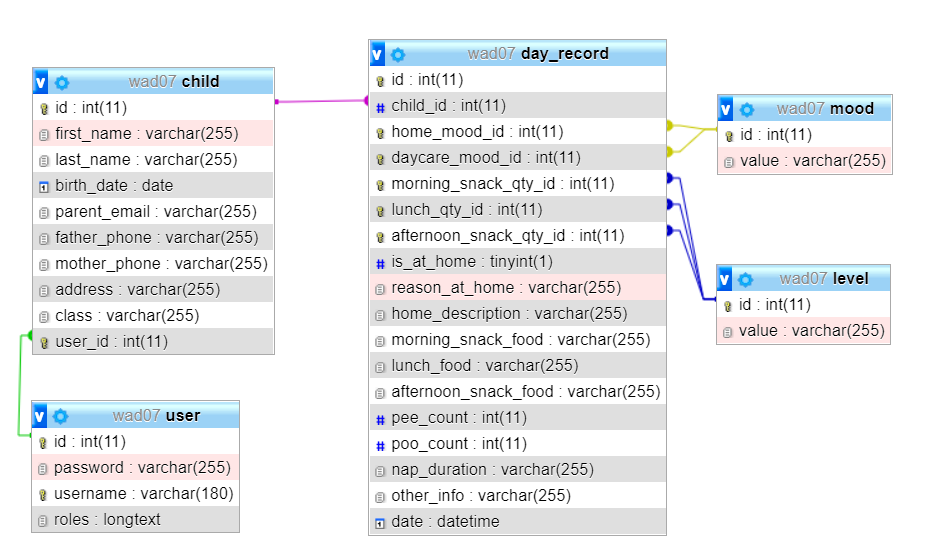 v wad07 child
id : int(11)
first_name : varchar(255)
last_name : varchar(255)
birth_date : date
parent_email : varchar(255)
father_phone : varchar(255)
mother_phone : varchar(255)
address : varchar(255)
class : varchar(255)
user_id : int(11)
v wad07 user
id : int(11)
password : varchar(255)
username : varchar(180)
roles : longtext
v wad07 day_record
id : int(11)
# child_id : int(11)
home_mood_id : int(11)
daycare_mood_id : int(11)
morning_snack_qty_id : int(11)
lunch_qty_id : int(11)
afternoon_snack_qty_id : int(11)
# is_at_home : tinyint(1)
reason_at_home : varchar(255)
home_description : varchar(255)
morning_snack_food : varchar(255)
lunch_food : varchar(255)
afternoon_snack_food : varchar(255)
# pee_count : int(11)
# poo_count : int(11)
nap_duration : varchar(255)
other_info : varchar(255)
date : datetime
v wad07 mood
id : int(11)
value : varchar(255)
v wad07 level
id : int(11)
value : varchar(255)